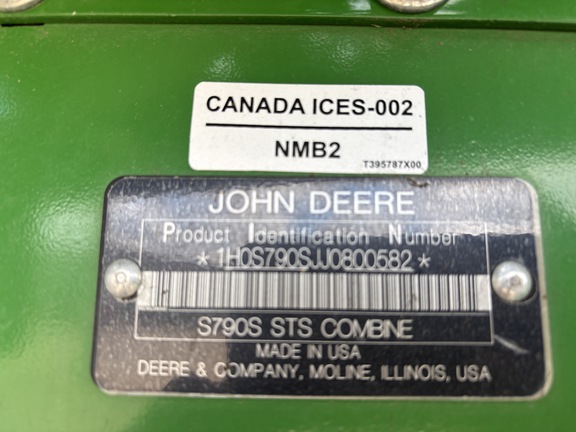 CANADA ICES-002
NMB2
T395787X00
JOHN DEERE
Product Identification Number
*1H0S790SJJ0800582*
S790S STS COMBINE
MADE IN USA
DEERE & COMPANY, MOLINE, ILLINOIS, USA